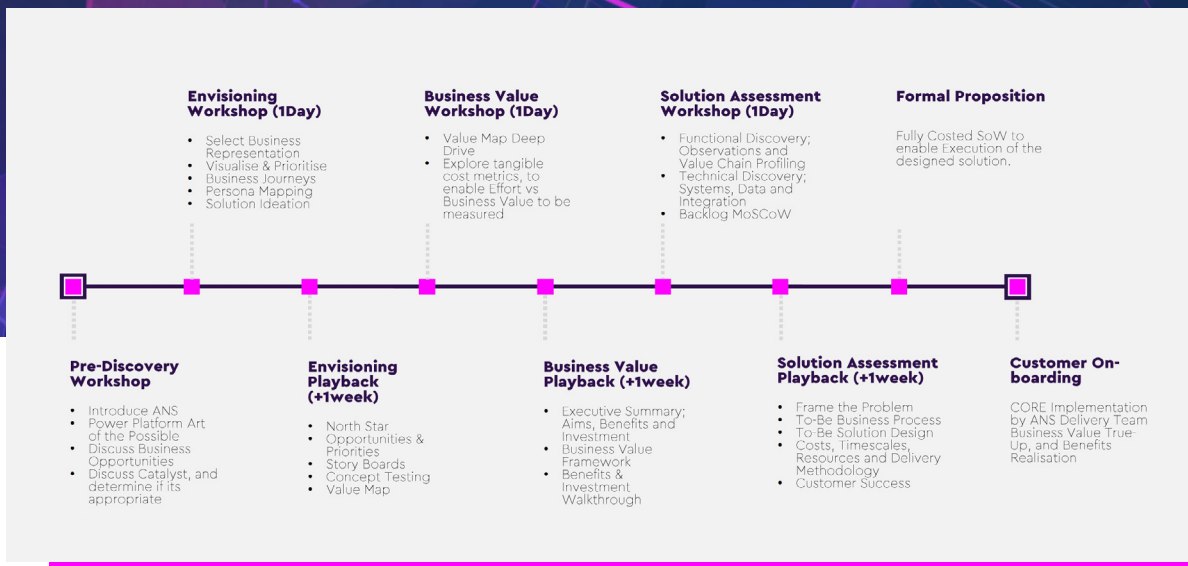 Envisioning
Workshop (1Day)
• Select Business
Representation
• Visualise & Prioritise
• Business Journeys
• Persona Mapping
• Solution Ideation
Business Value
Workshop (1Day)
• Value Map Deep
Drive
• Explore tangible
cost metrics, to
enable Effort vs
Business Value to be
measured
Solution Assessment
Workshop (1Day)
• Functional Discovery;
Observations and
Value Chain Profiling
• Technical Discovery;
Systems, Data and
Integration
• Backlog MoSCoW
Formal Proposition
Fully Costed SoW to
enable Execution of the
designed solution.
Pre-Discovery
Workshop
• Introduce ANS
• Power Platform Art
of the Possible
• Discuss Business
Opportunities
• Discuss Catalyst, and
determine if its
appropriate
Envisioning
Playback
(+1week)
• North Star
• Opportunities &
Priorities
• Story Boards
• Concept Testing
• Value Map
Business Value
Playback (+1week)
• Executive Summary;
Aims, Benefits and
Investment
• Business Value
Framework
• Benefits &
Investment
Walkthrough
Solution Assessment
Playback (+1week)
• Frame the Problem
• To-Be Business Process
• To-Be Solution Design
• Costs, Timescales,
Resources and Delivery
Methodology
• Customer Success
Customer On-
boarding
CORE Implementation
by ANS Delivery Team
Business Value True-
Up, and Benefits
Realisation